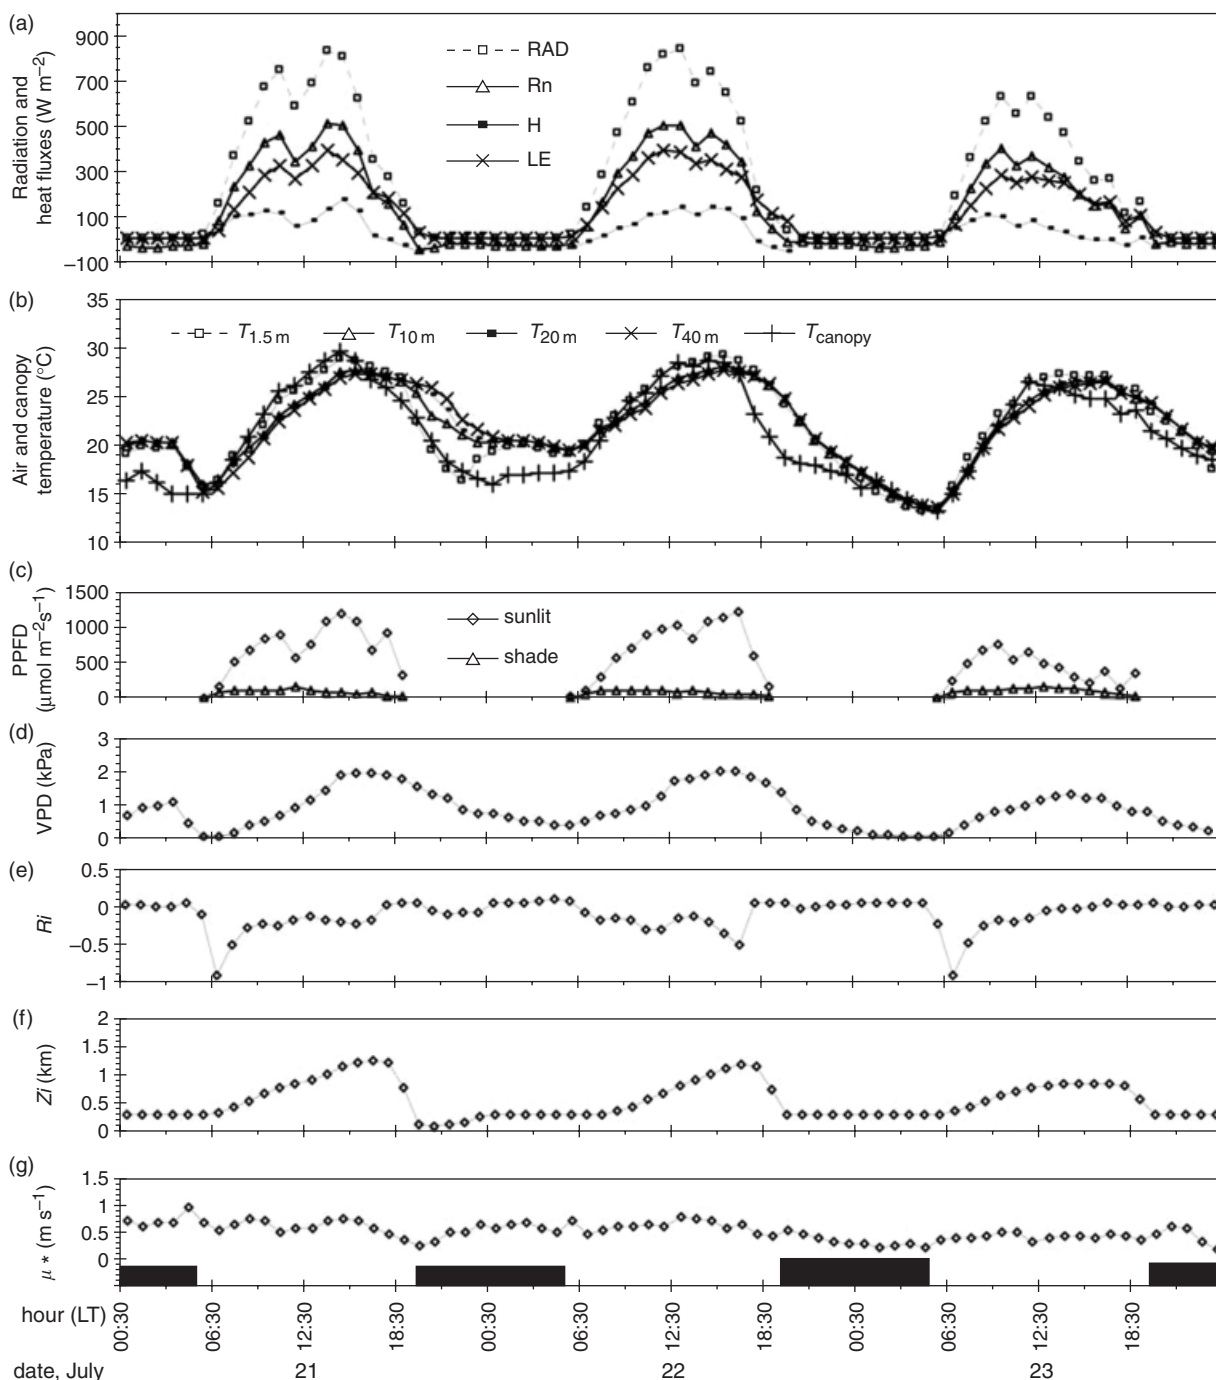 (a)
Radiation and
heat fluxes (W m−2)
900
700
500
300
100
−100
RAD
Rn
H
LE
(b)
Air and canopy
temperature (°C)
35
30
25
20
15
10
T1.5 m
T10 m
T20 m
T40 m
Tcanopy
(c)
PPFD
(μmol m−2s−1)
1500
1000
500
0
sunlit
shade
(d)
VPD (kPa)
3
2
1
0
(e)
Ri
0.5
0
−0.5
−1
(f)
Zi (km)
2
1.5
1
0.5
0
(g)
μ * (m s−1)
1.5
1
0.5
0
hour (LT)
00:30
06:30
12:30
18:30
00:30
06:30
12:30
18:30
00:30
06:30
12:30
18:30
date, July
21
22
23